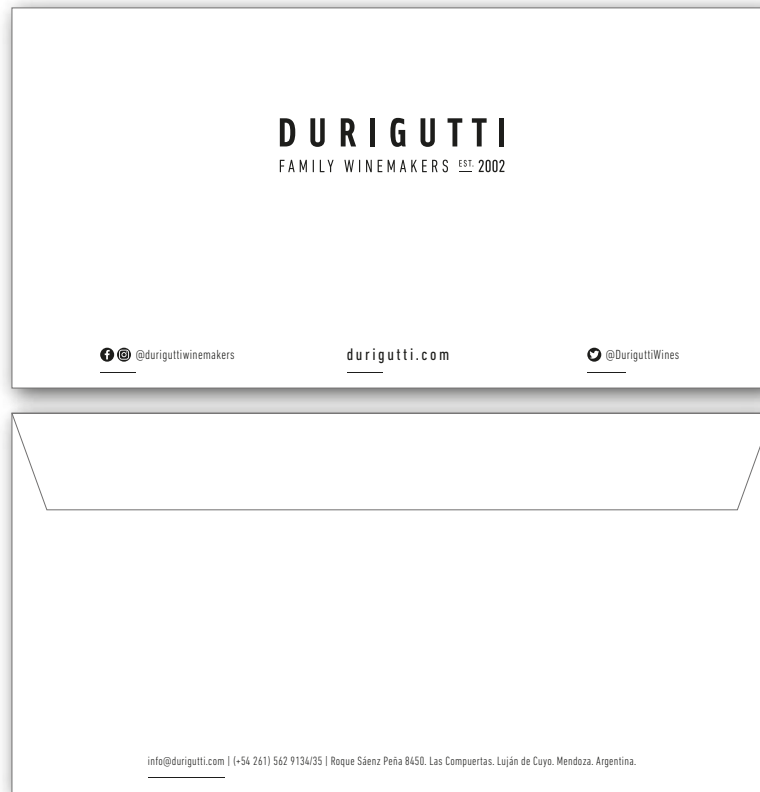 DURIGUTTI
FAMILY WINEMAKERS EST. 2002
@duriguttiwinemakers
durigutti.com
@DuriguttiWines
info@durigutti.com | (+54 261) 562 9134/35 | Roque Sáenz Peña 8450. Las Compuertas. Luján de Cuyo. Mendoza. Argentina.